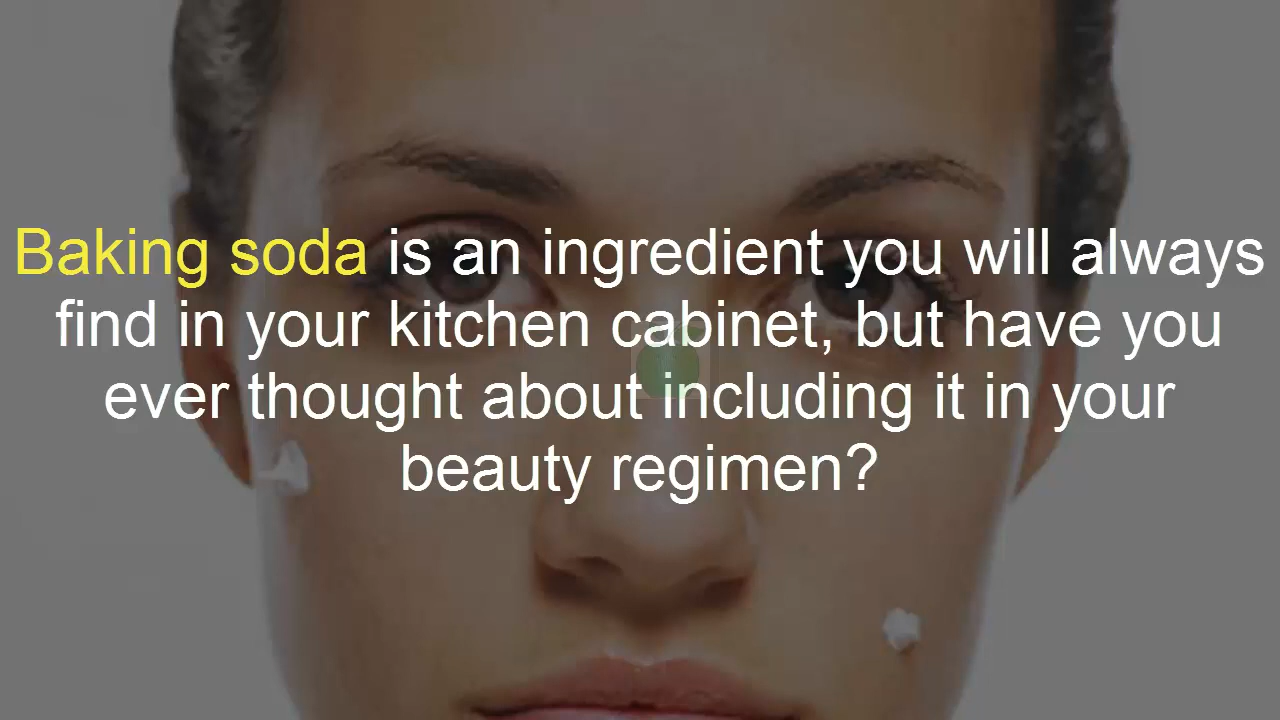 Baking soda is an ingredient you will always
find in your kitchen cabinet, but have you
ever thought about including it in your
beauty regimen?